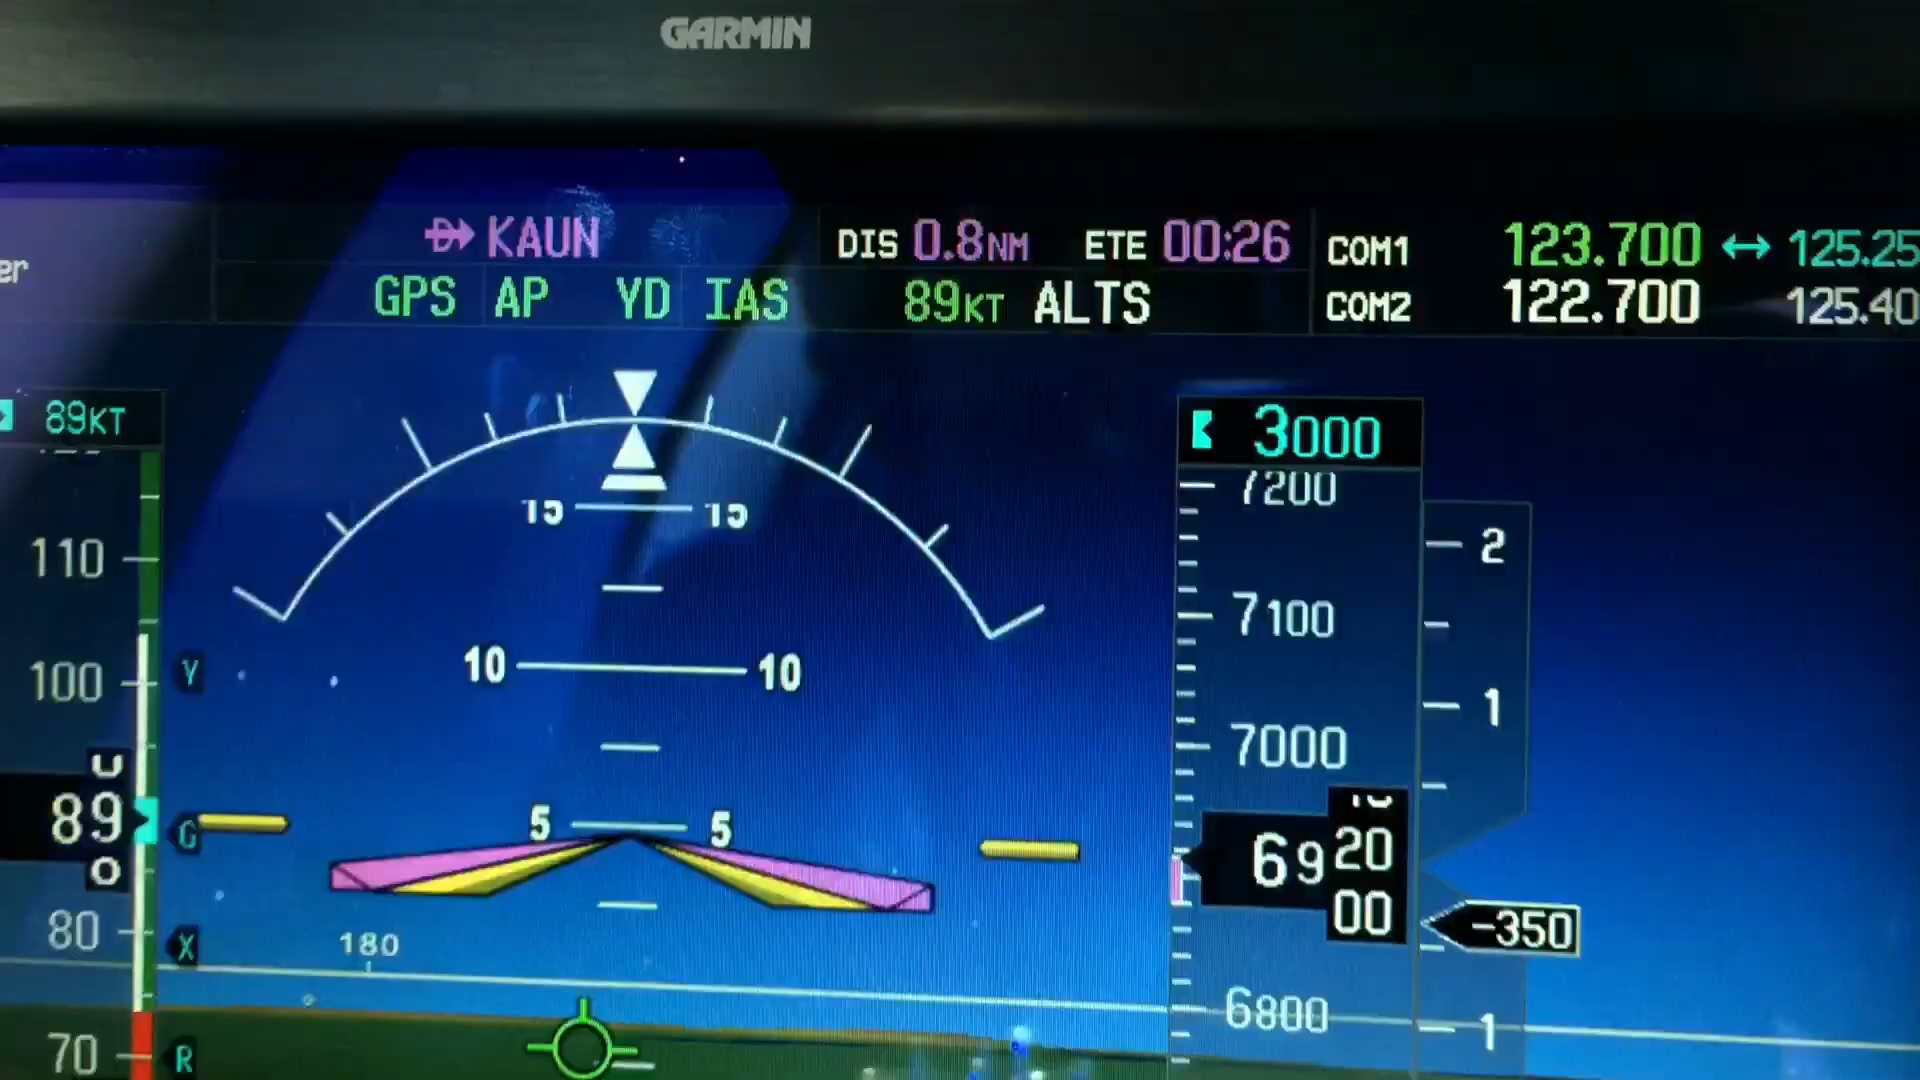 GARMIN
er
D KAUN DIS 0.8NM ETE 00:26 COM1 123.700 ↔ 125.25
GPS AP YD IAS 89KT ALTS COM2 122.700 125.40
89KT
3000
7200
15 15
2
110
7100
100 Y
10 10
1
7000
5 5
89
G
6920
00
-350
80 X
180
6800
1
70 R